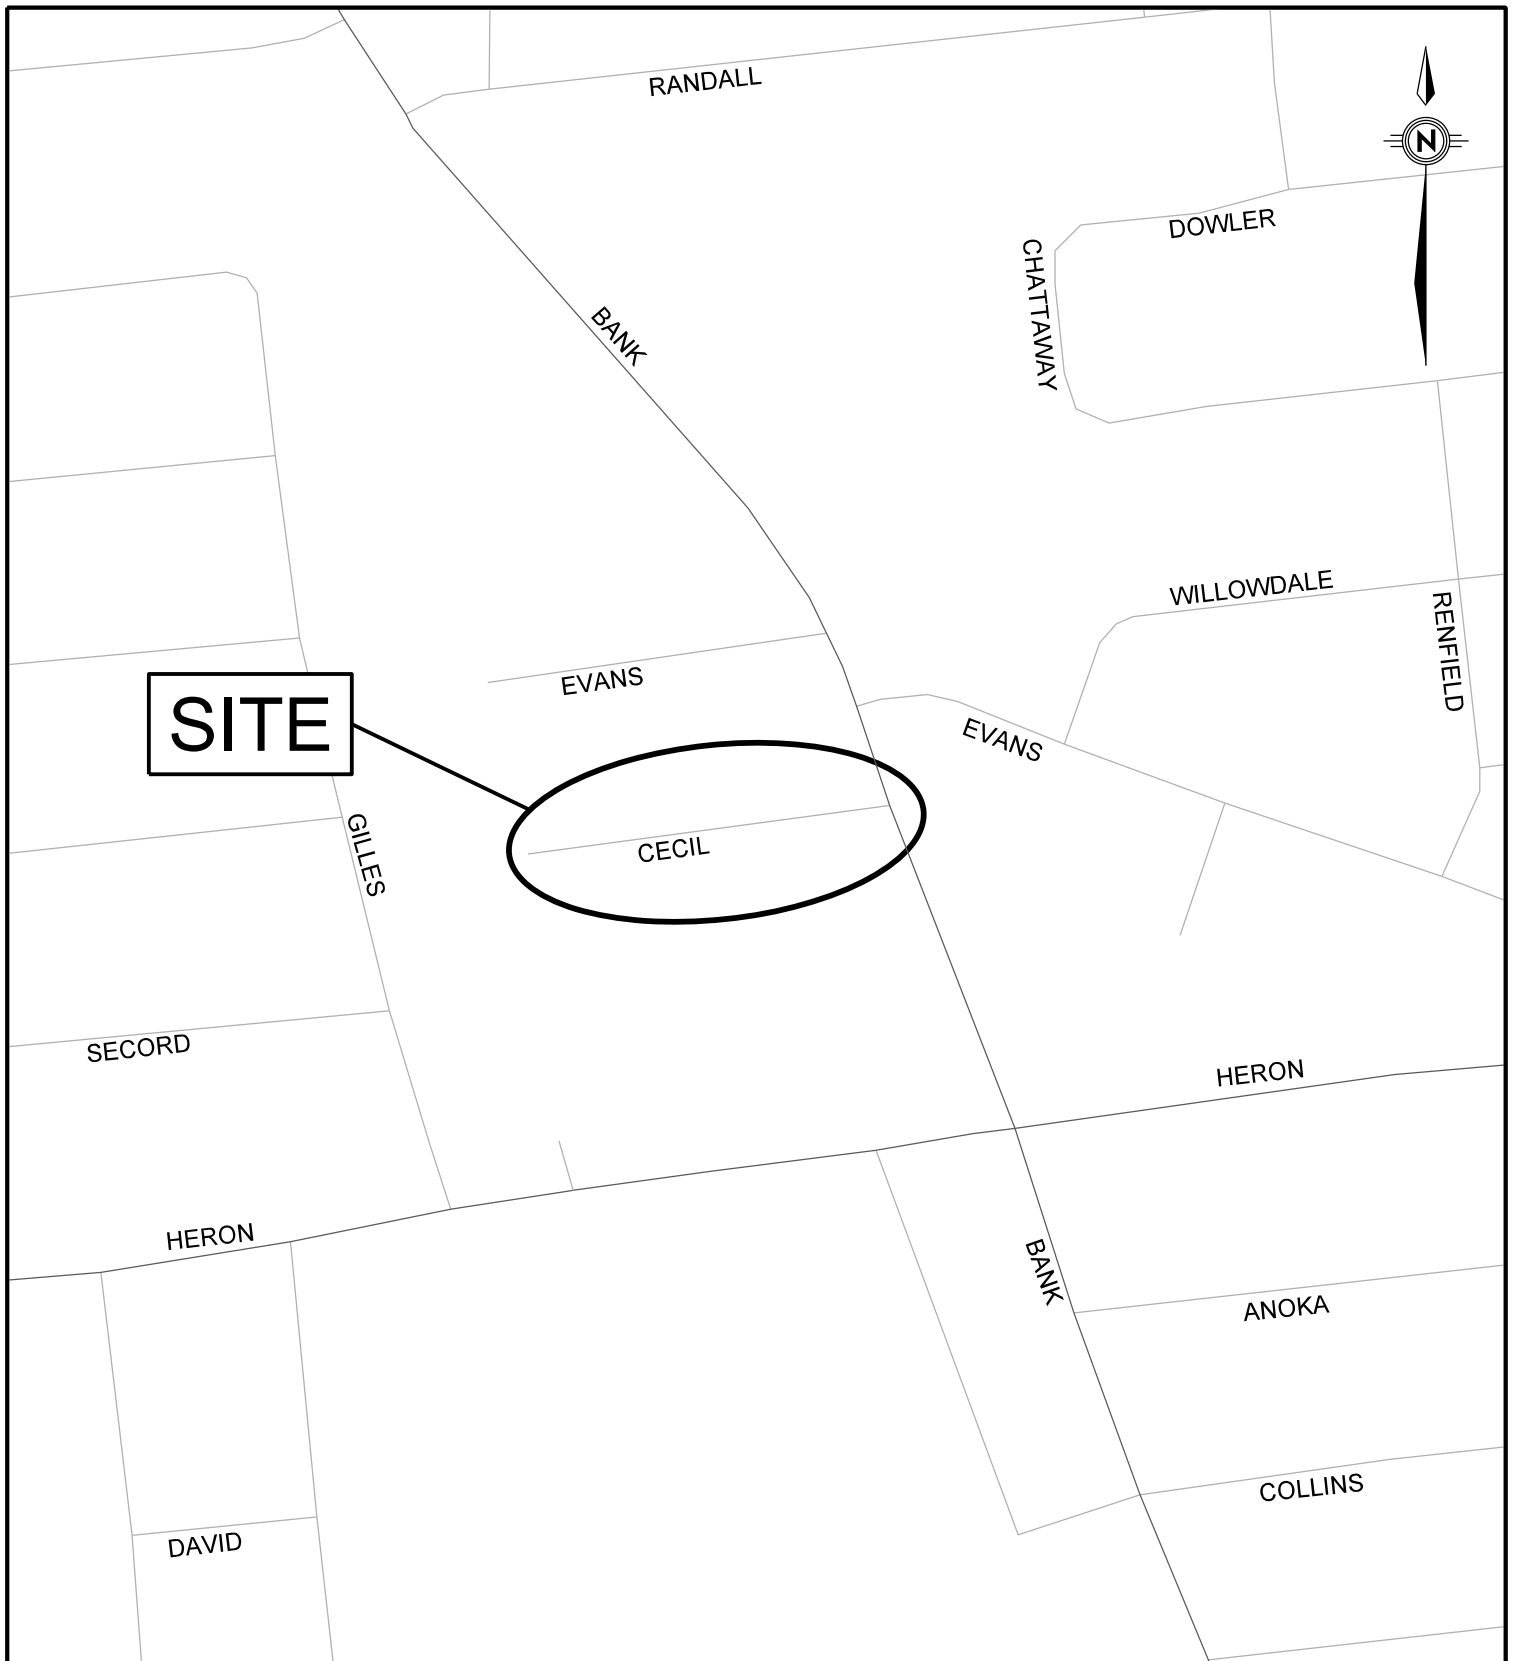 RANDALL
N
DOWLER
CHATTAWAY
BANK
WILLOWDALE
RENFIELD
EVANS
SITE
EVANS
CECIL
GILLES
SECORD
HERON
HERON
BANK
ANOKA
COLLINS
DAVID